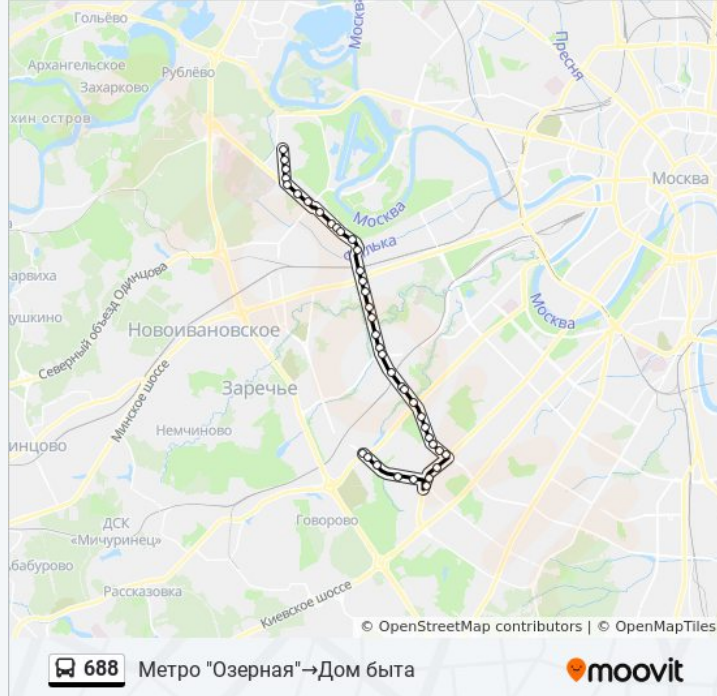 Гольёво
Москва
Пресня
Архангельское
Рублёво
Захарково
хин остров
Москва
Москва
Филька
арвиха
Северный объезд Одинцова
душкино
Москва
Новоивановское
Минское шоссе
Заречье
Немчиново
инцово
ДСК
«Мичуринец»
Говорово
абурово
Рассказовка
Киевское шоссе
© OpenStreetMap contributors | © OpenMapTiles
688 Метро "Озерная"→Дом быта
moovit